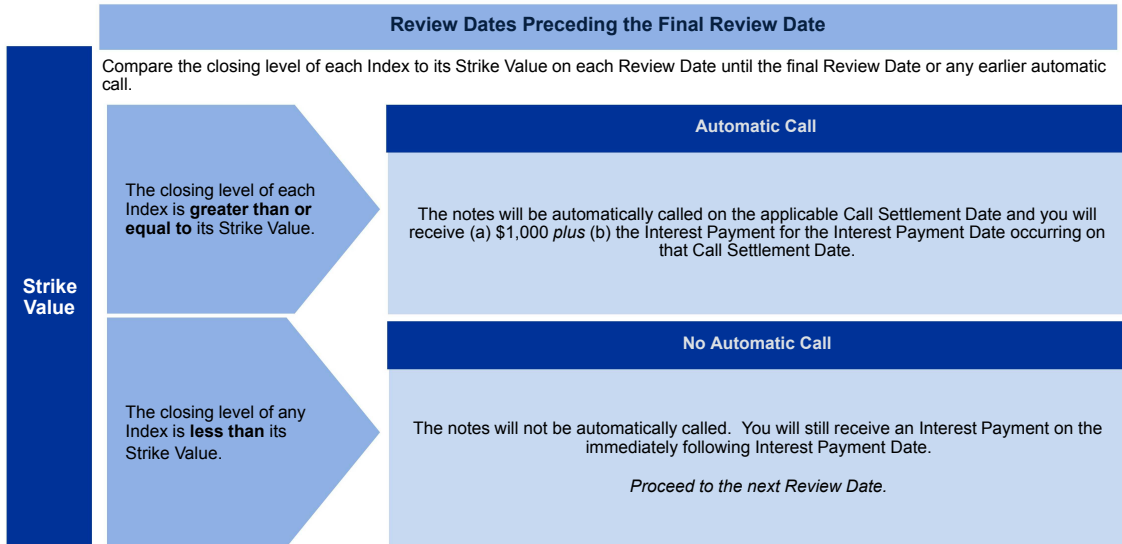 Review Dates Preceding the Final Review Date
Compare the closing level of each Index to its Strike Value on each Review Date until the final Review Date or any earlier automatic
call.
Strike
Value
The closing level of each
Index is greater than or
equal to its Strike Value.
Automatic Call
The notes will be automatically called on the applicable Call Settlement Date and you will
receive (a) $1,000 plus (b) the Interest Payment for the Interest Payment Date occurring on
that Call Settlement Date.
The closing level of any
Index is less than its
Strike Value.
No Automatic Call
The notes will not be automatically called.  You will still receive an Interest Payment on the
immediately following Interest Payment Date.
Proceed to the next Review Date.